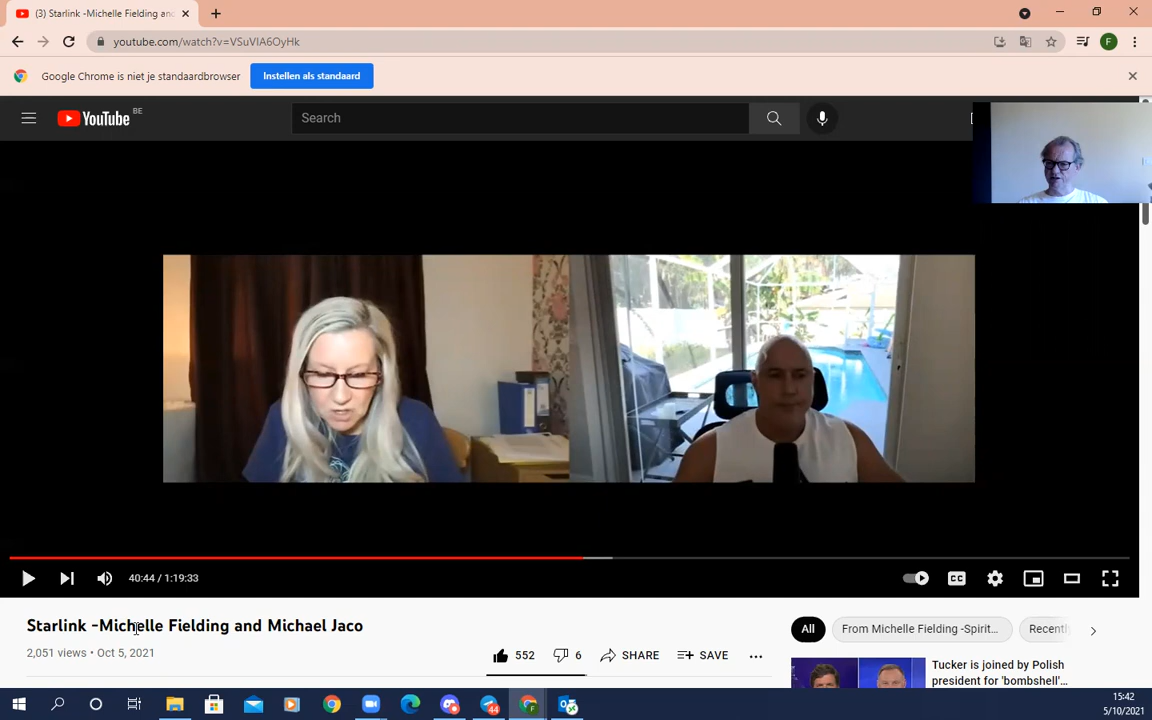 (3) Starlink -Michelle Fielding an
youtube.com/watch?v=VSuVIA6OyHk
F
Google Chrome is niet je standaardbrowser
Instellen als standaard
YouTube BE
Search
40:44 / 1:19:33
CC
Starlink -Michelle Fielding and Michael Jaco
2,051 views • Oct 5, 2021
552
6
SHARE
SAVE
All
From Michelle Fielding -Spirit...
Recently
Tucker is joined by Polish
president for 'bombshell'...
44
F
15:42
5/10/2021